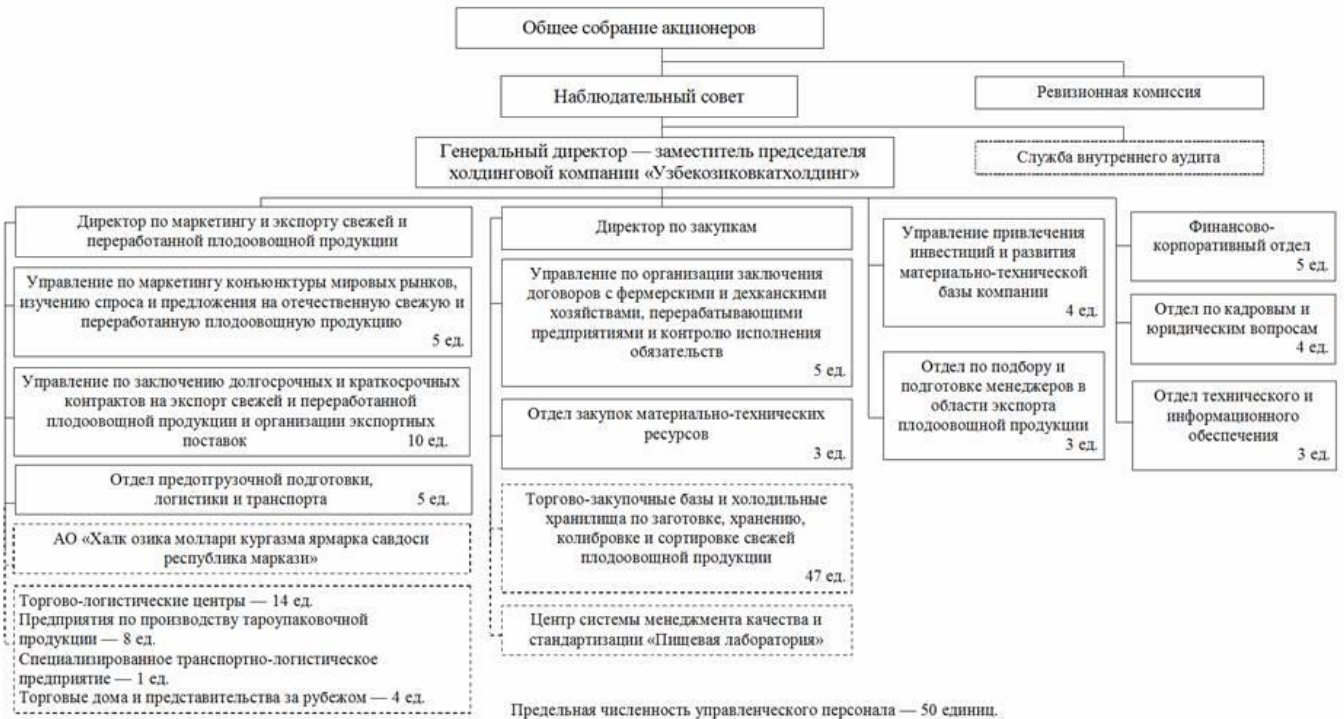 Общее собрание акционеров
Наблюдательный совет
Ревизионная комиссия
Генеральный директор — заместитель председателя
холдинговой компании «Узбекозиковкатхолдинг»
Служба внутреннего аудита
Директор по маркетингу и экспорту свежей и
переработанной плодоовощной продукции
Управление по маркетингу конъюнктуры мировых рынков,
изучению спроса и предложения на отечественную свежую и
переработанную плодоовощную продукцию
5 ед.
Управление по заключению долгосрочных и краткосрочных
контрактов на экспорт свежей и переработанной
плодоовощной продукции и организации экспортных
поставок 10 ед.
Отдел предотгрузочной подготовки,
логистики и транспорта 5 ед.
АО «Халк озика моллари кургазма ярмарка савдоси
республика маркази»
Торгово-логистические центры — 14 ед.
Предприятия по производству тароупаковочной
продукции — 8 ед.
Специализированное транспортно-логистическое
предприятие — 1 ед.
Торговые дома и представительства за рубежом — 4 ед.
Директор по закупкам
Управление по организации заключения
договоров с фермерскими и дехканскими
хозяйствами, перерабатывающими
предприятиями и контролю исполнения
обязательств
5 ед.
Отдел закупок материально-технических
ресурсов
3 ед.
Торгово-закупочные базы и холодильные
хранилища по заготовке, хранению,
колибровке и сортировке свежей
плодоовощной продукции
47 ед.
Центр системы менеджмента качества и
стандартизации «Пищевая лаборатория»
Управление привлечения
инвестиций и развития
материально-технической
базы компании
4 ед.
Отдел по подбору и
подготовке менеджеров в
области экспорта
плодоовощной продукции
3 ед.
Финансово-
корпоративный отдел
5 ед.
Отдел по кадровым и
юридическим вопросам
4 ед.
Отдел технического и
информационного
обеспечения
3 ед.
Предельная численность управленческого персонала — 50 единиц.